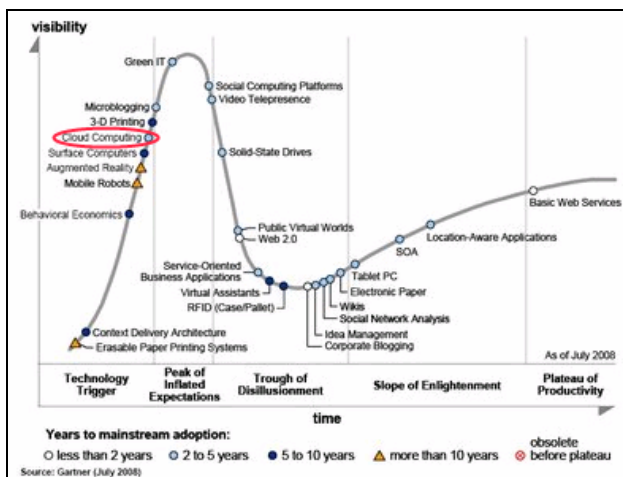 visibility
Green IT
Social Computing Platforms
Microblogging
Video Telepresence
3-D Printing
Cloud Computing
Surface Computers
Solid-State Drives
Augmented Reality
Mobile Robots
Basic Web Services
Behavioral Economics
Public Virtual Worlds
Web 2.0
Location-Aware Applications
SOA
Service-Oriented
Business Applications
Tablet PC
Virtual Assistants
Electronic Paper
RFID (Case/Pallet)
Wikis
Social Network Analysis
Context Delivery Architecture
Idea Management
Erasable Paper Printing Systems
Corporate Blogging
As of July 2008
Technology
Trigger
Peak of
Inflated
Expectations
Trough of
Disillusionment
Slope of Enlightenment
Plateau of
Productivity
time
Years to mainstream adoption:
less than 2 years
2 to 5 years
5 to 10 years
more than 10 years
obsolete
before plateau
Source: Gartner (July 2008)